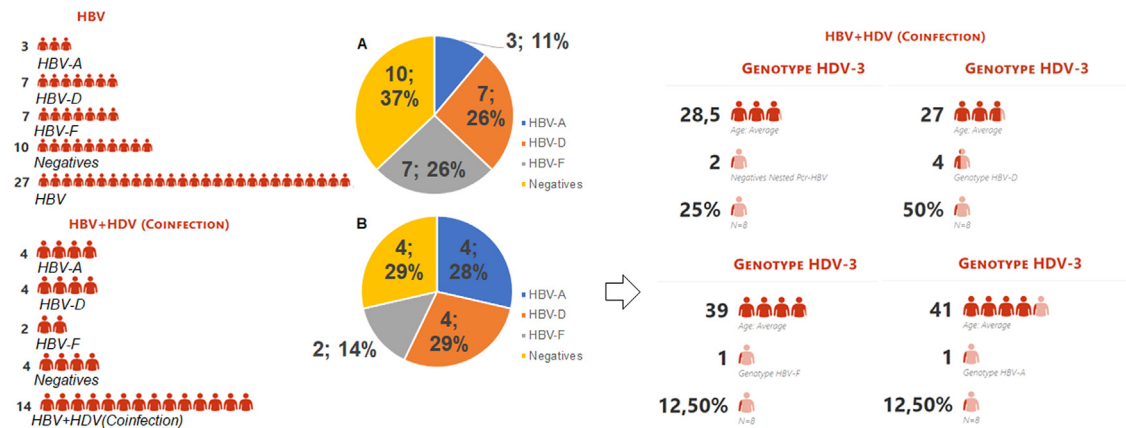 HBV
3
HBV-A
7
HBV-D
7
HBV-F
10
Negatives
27
HBV
HBV+HDV (Coinfection)
4
HBV-A
4
HBV-D
2
HBV-F
4
Negatives
14
HBV+HDV(Coinfection)
A
3; 11%
10;
37%
7;
26%
7; 26%
HBV-A
HBV-D
HBV-F
Negatives
B
4;
29%
4;
28%
4;
29%
2; 14%
HBV-A
HBV-D
HBV-F
Negatives
HBV+HDV (Coinfection)
Genotype HDV-3
28,5
Age: Average
2
Negatives Nested Pcr-HBV
25%
N=8
Genotype HDV-3
27
Age: Average
4
Genotype HBV-D
50%
N=8
Genotype HDV-3
39
Age: Average
1
Genotype HBV-F
12,50%
N=8
Genotype HDV-3
41
Age: Average
1
Genotype HBV-A
12,50%
N=8